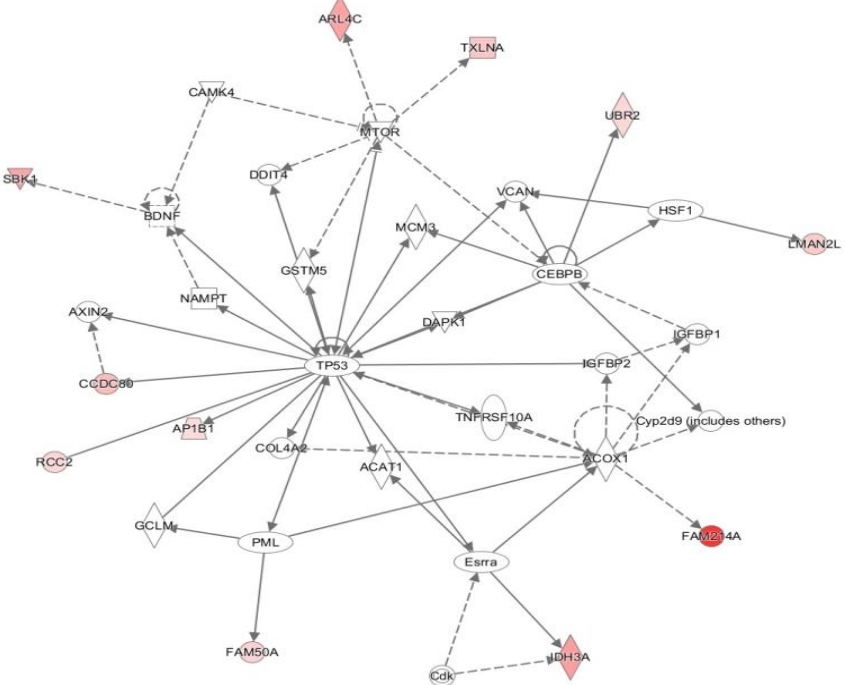 ARL4C
TXLNA
CAMK4
UBR2
MTOR
DDIT4
SBK1
VCAN
BDNF
HSF1
MCM3
LMAN2L
GSTM5
CEBPB
NAMPT
AXIN2
DAPK1
IGFBP1
TP53
IGFBP2
CCDC80
TNFRSF10A
Cyp2d9 (includes others)
AP1B1
COL4A2
RCC2
ACAT1
ACOX1
GCLM
FAM214A
PML
Esrra
FAM50A
IDH3A
Cdk